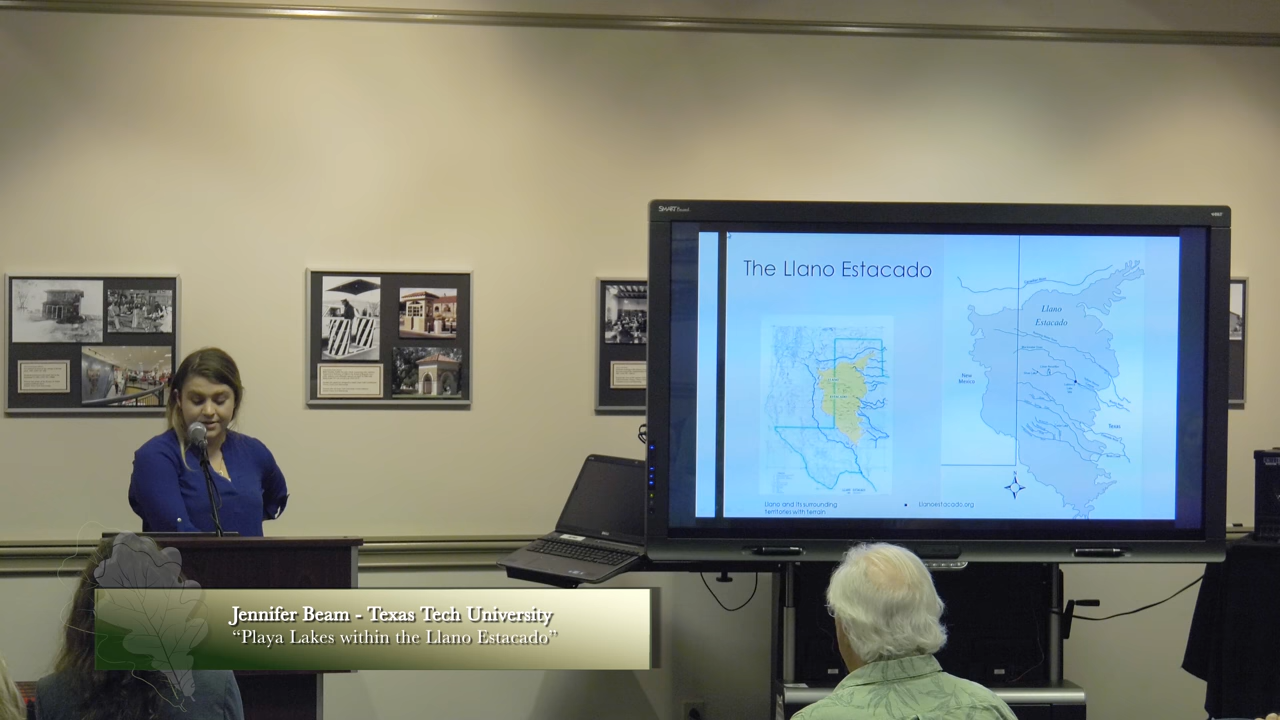 SMART Board
The Llano Estacado
Llano
Estacado
New
Mexico
Texas
N
Llano and its surrounding
territories with terrain
Llanoestacado.org
Jennifer Beam - Texas Tech University
“Playa Lakes within the Llano Estacado”